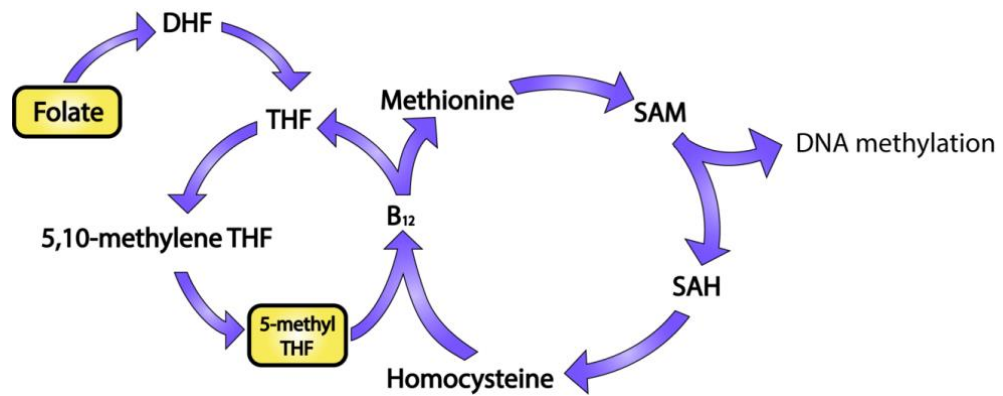 DHF
Folate
THF
Methionine
SAM
DNA methylation
B₁₂
5,10-methylene THF
SAH
5-methyl
THF
Homocysteine